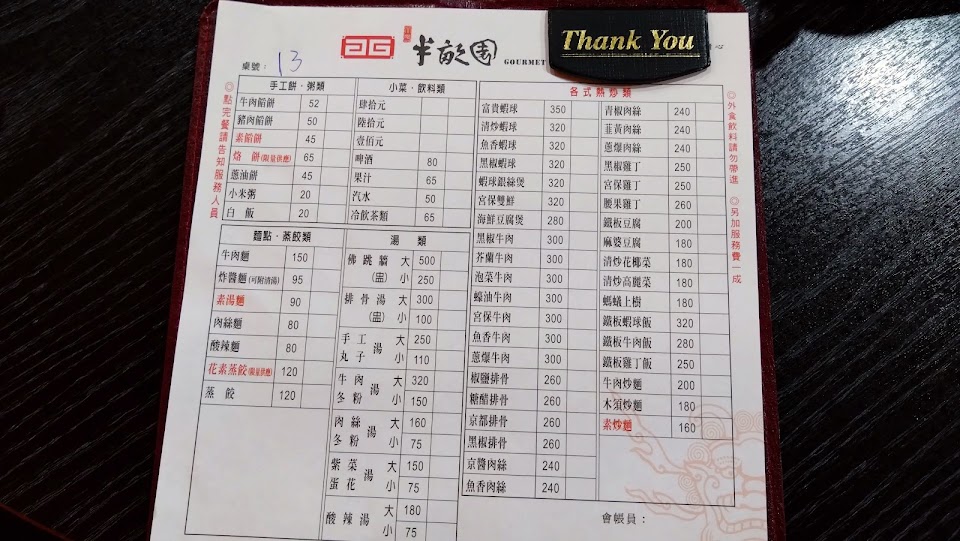 半畝園
GOURMET
Thank You
心
桌號：13
◎點完餐請告知服務人員
手工餅．粥類
牛肉餡餅 52
豬肉餡餅 50
素餡餅 45
烙餅(限量供應) 65
蔥油餅 45
小米粥 20
白飯 20
小菜．飲料類
肆拾元
陸拾元
壹佰元
啤酒 80
果汁 65
汽水 50
冷飲茶類 65
麵點．蒸餃類
牛肉麵 150
炸醬麵(可附清湯) 95
素湯麵 90
肉絲麵 80
酸辣麵 80
花素蒸餃(限量供應) 120
蒸餃 120
湯類
佛跳牆(盅) 大 500
小 250
排骨湯(盅) 大 300
小 100
手工丸子湯 大 250
小 110
牛肉冬粉湯 大 320
小 150
肉絲冬粉湯 大 160
小 75
紫菜蛋花湯 大 150
小 75
酸辣湯 大 180
小 75
各式熱炒類
富貴蝦球 350
清炒蝦球 320
魚香蝦球 320
黑椒蝦球 320
蝦球銀絲煲 320
宮保雙鮮 320
海鮮豆腐煲 280
黑椒牛肉 300
芥蘭牛肉 300
泡菜牛肉 300
蠔油牛肉 300
宮保牛肉 300
魚香牛肉 300
蔥爆牛肉 300
椒鹽排骨 260
糖醋排骨 260
京都排骨 260
黑椒排骨 260
京醬肉絲 240
魚香肉絲 240
青椒肉絲 240
韮黃肉絲 240
蔥爆肉絲 240
黑椒雞丁 250
宮保雞丁 250
腰果雞丁 260
鐵板豆腐 200
麻婆豆腐 180
清炒花椰菜 180
清炒高麗菜 180
螞蟻上樹 180
鐵板蝦球飯 320
鐵板牛肉飯 280
鐵板雞丁飯 250
牛肉炒麵 200
木須炒麵 180
素炒麵 160
◎外食飲料請勿帶進
◎另加服務費一成
會帳員：